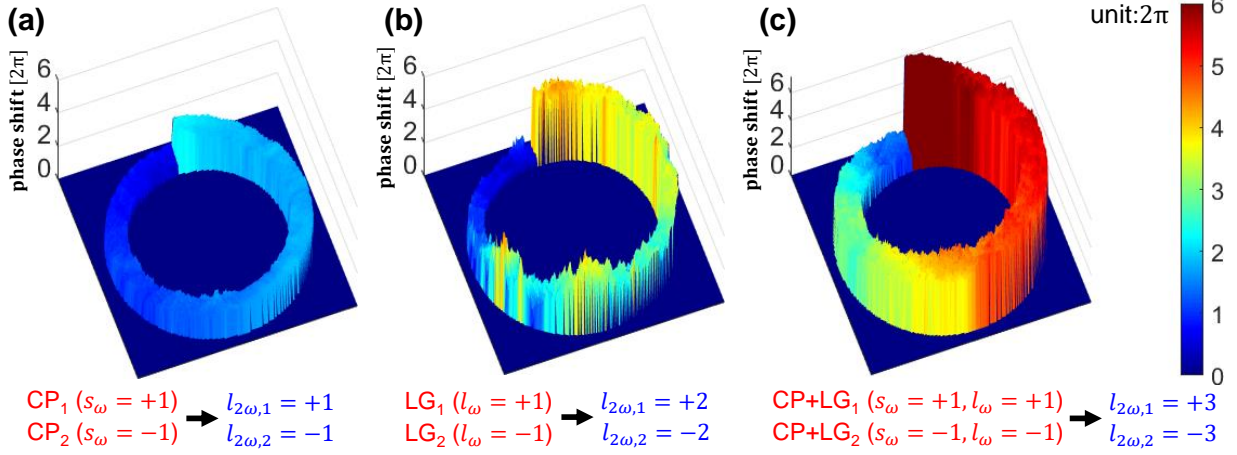 (a)
(b)
(c)
unit:2π
phase shift [2π]
6
4
2
0
phase shift [2π]
6
4
2
0
phase shift [2π]
6
4
2
0
6
5
4
3
2
1
0
CP₁ (s_ω = +1)
CP₂ (s_ω = −1)
l_2ω,1 = +1
l_2ω,2 = −1
LG₁ (l_ω = +1)
LG₂ (l_ω = −1)
l_2ω,1 = +2
l_2ω,2 = −2
CP+LG₁ (s_ω = +1, l_ω = +1)
CP+LG₂ (s_ω = −1, l_ω = −1)
l_2ω,1 = +3
l_2ω,2 = −3